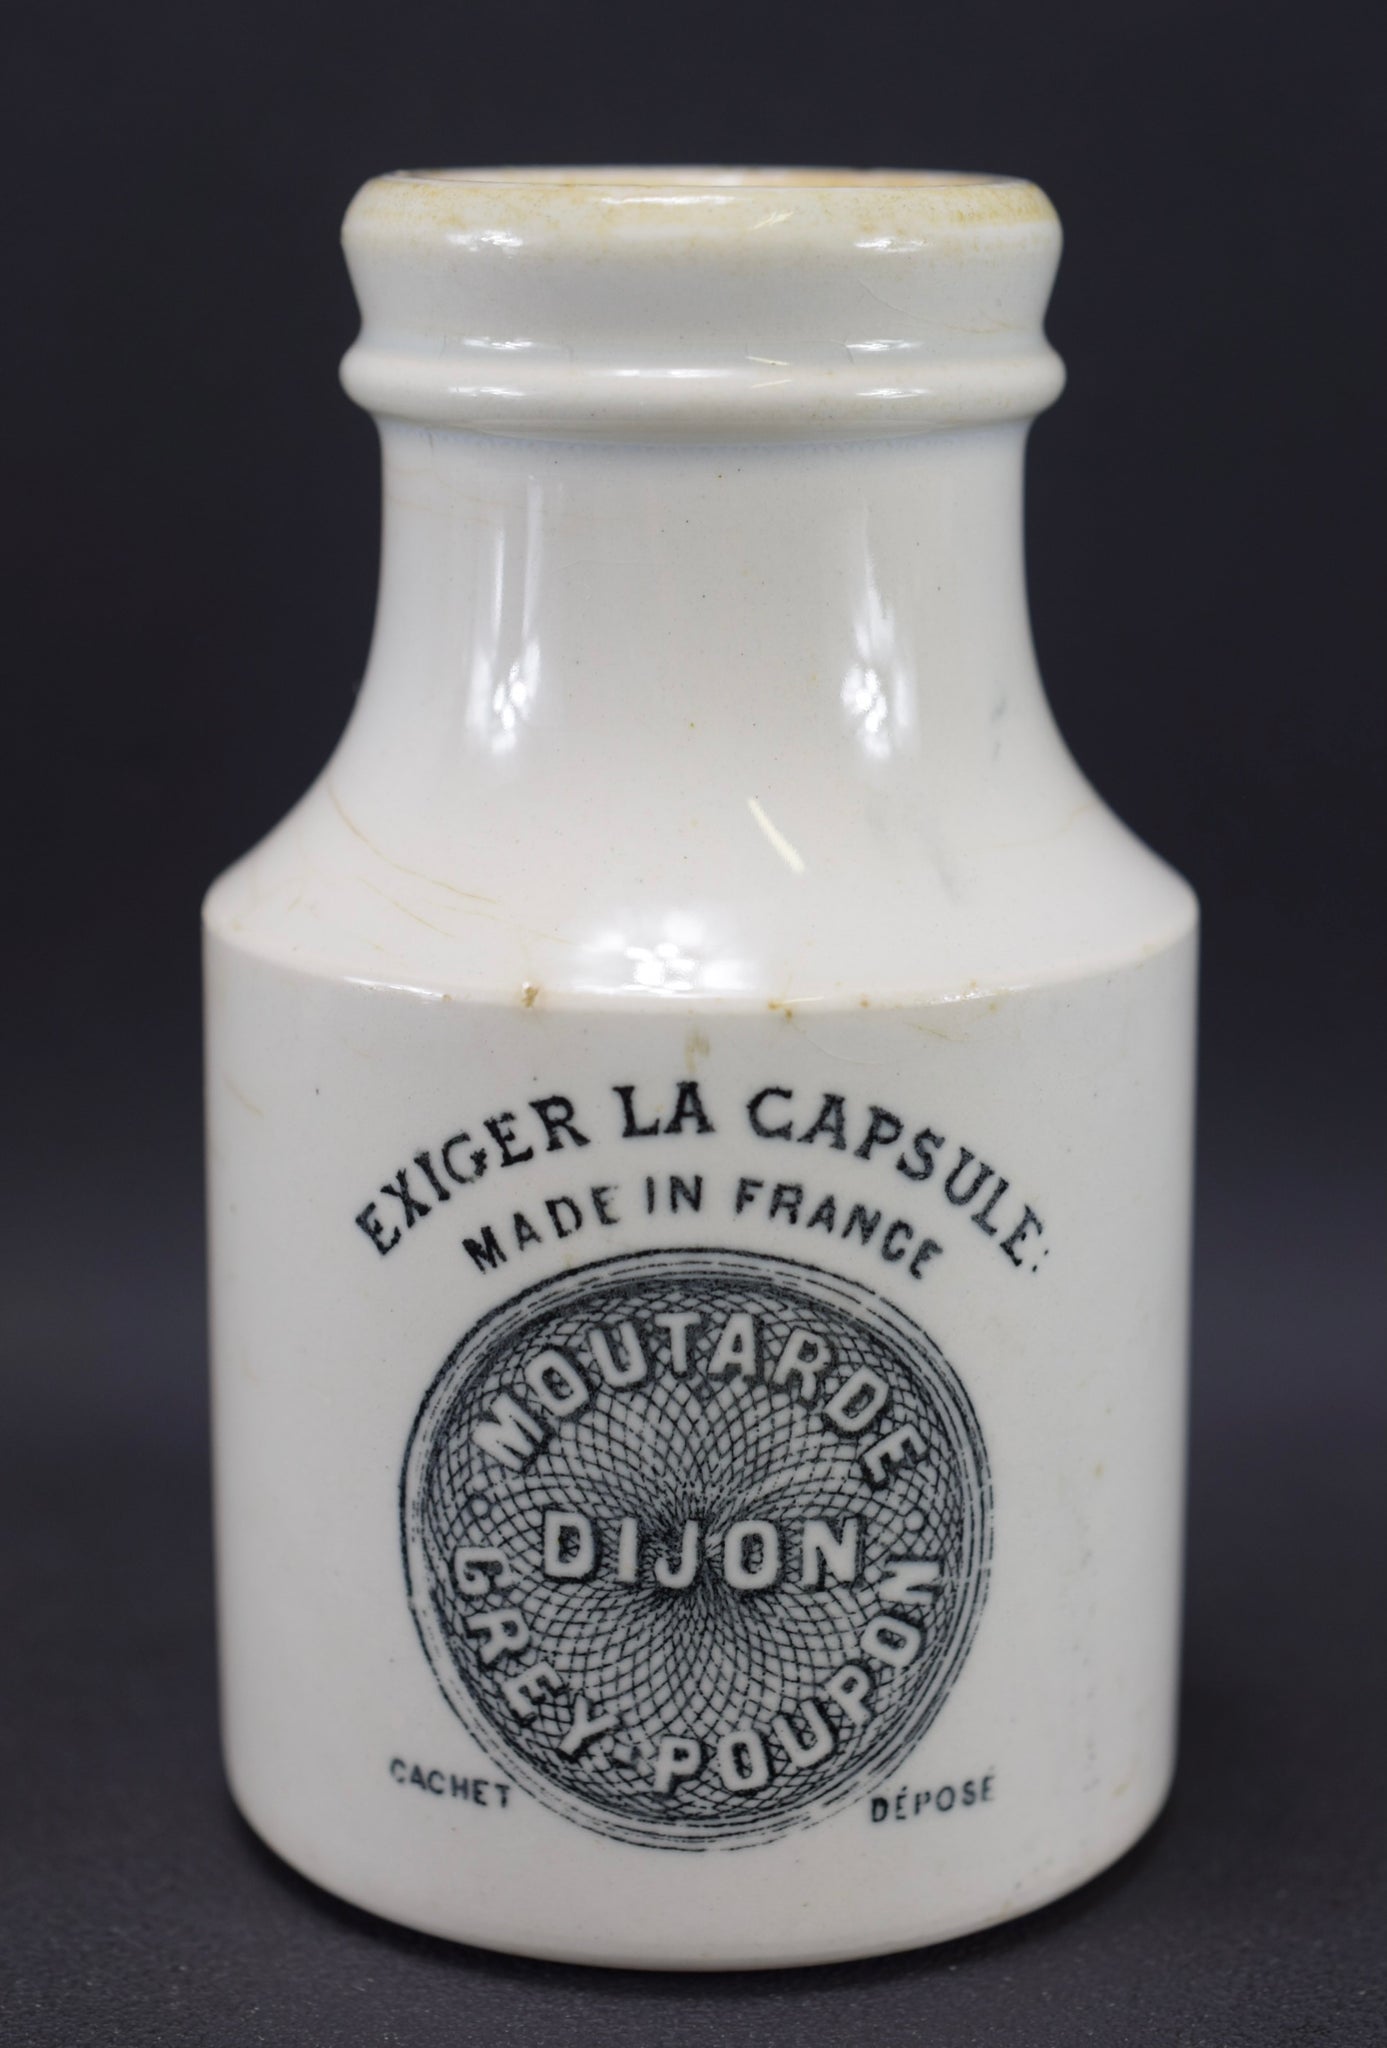 EXIGER LA CAPSULE:
MADE IN FRANCE
MOUTARDE
DIJON
GREY-POUPON
CACHET
DÉPOSÉ